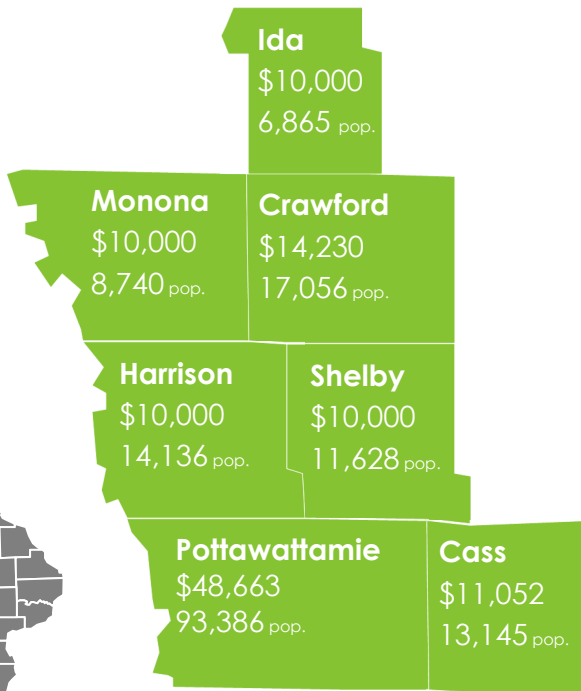 Ida
$10,000
6,865 pop.
Monona
$10,000
8,740 pop.
Crawford
$14,230
17,056 pop.
Harrison
$10,000
14,136 pop.
Shelby
$10,000
11,628 pop.
Pottawattamie
$48,663
93,386 pop.
Cass
$11,052
13,145 pop.